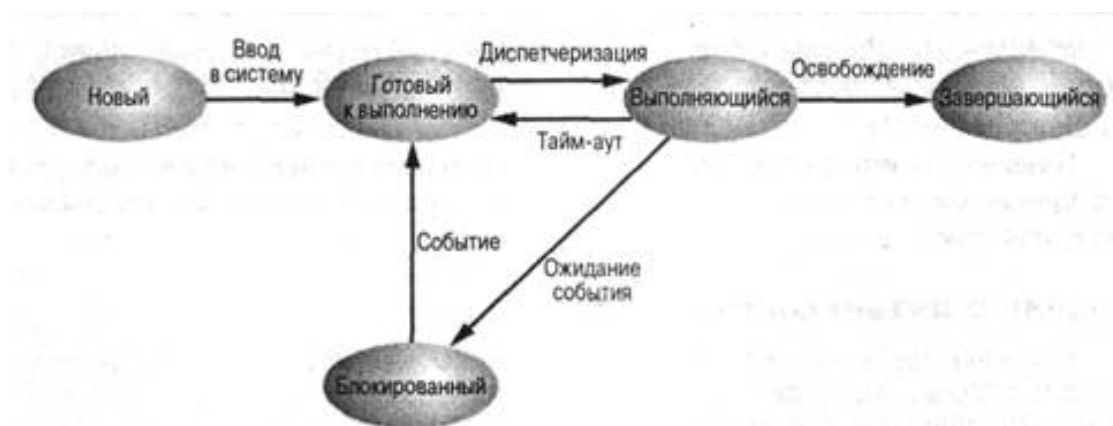 Ввод
в систему
Диспетчеризация
Освобождение
Новый
Готовый
к выполнению
Выполняющийся
Завершающийся
Тайм-аут
Событие
Ожидание
события
Блокированный